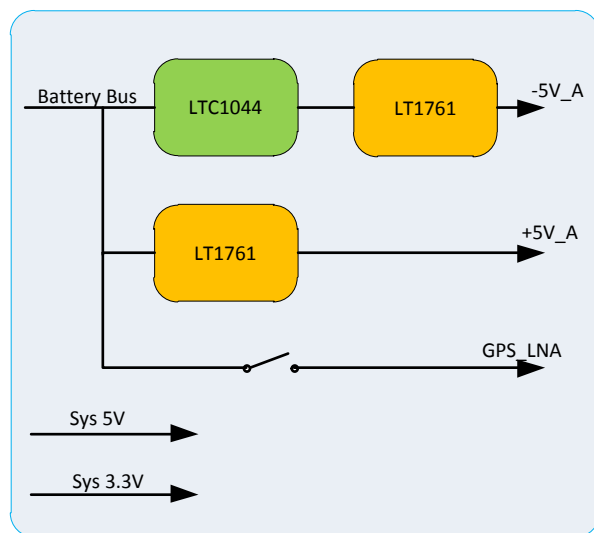 Battery Bus
LTC1044
LT1761
-5V_A
LT1761
+5V_A
GPS_LNA
Sys 5V
Sys 3.3V